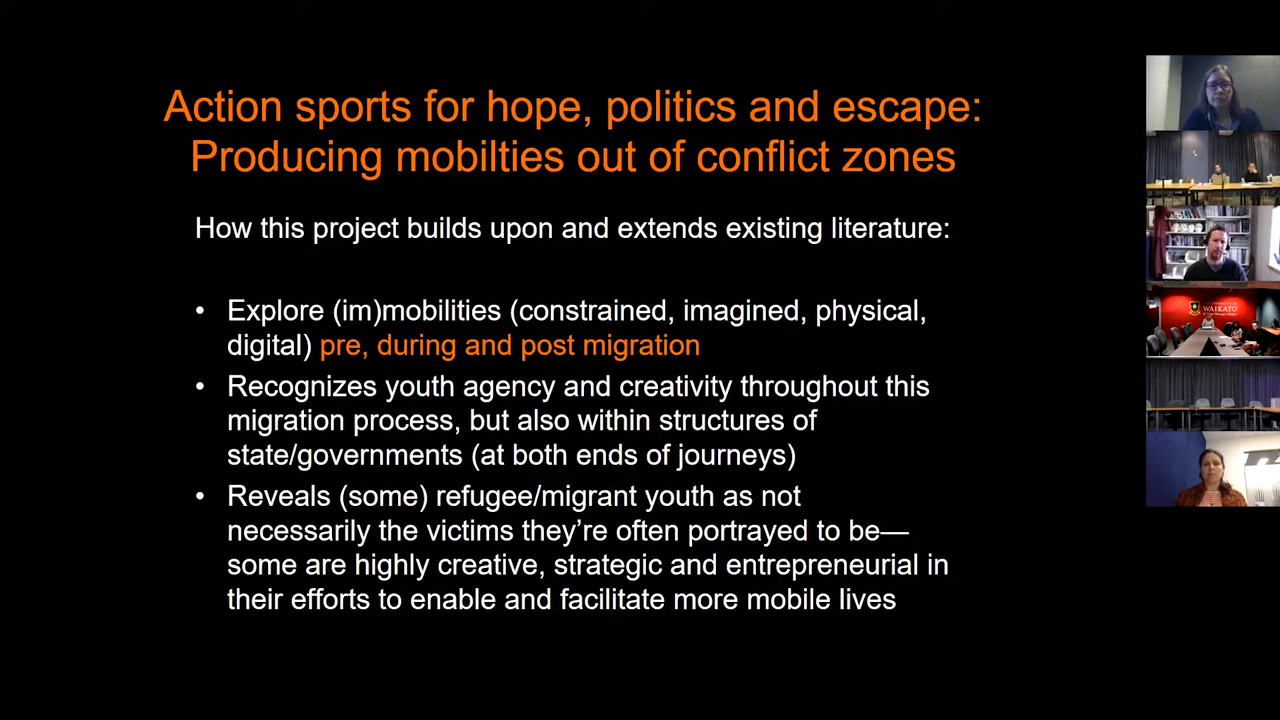 Action sports for hope, politics and escape:
Producing mobilties out of conflict zones
How this project builds upon and extends existing literature:
• Explore (im)mobilities (constrained, imagined, physical,
digital) pre, during and post migration
• Recognizes youth agency and creativity throughout this
migration process, but also within structures of
state/governments (at both ends of journeys)
• Reveals (some) refugee/migrant youth as not
necessarily the victims they’re often portrayed to be—
some are highly creative, strategic and entrepreneurial in
their efforts to enable and facilitate more mobile lives
WAIKATO